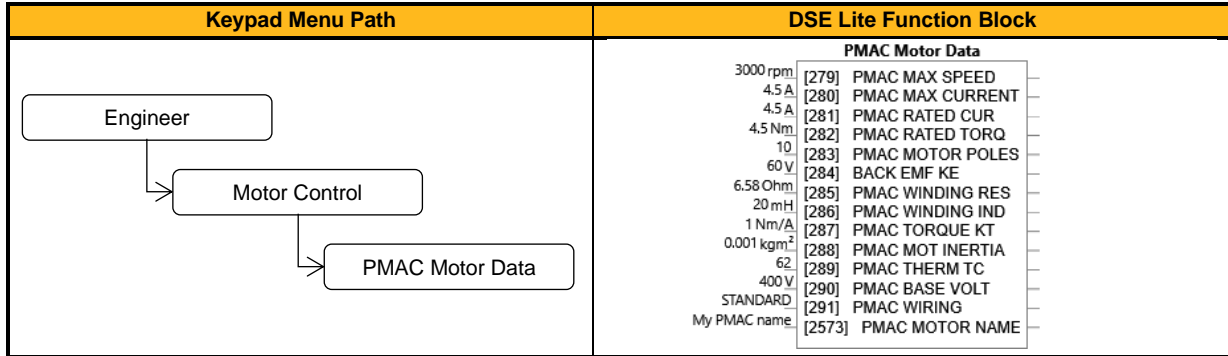 Keypad Menu Path
DSE Lite Function Block
Engineer
Motor Control
PMAC Motor Data
PMAC Motor Data
3000 rpm [279] PMAC MAX SPEED
4.5 A [280] PMAC MAX CURRENT
4.5 A [281] PMAC RATED CUR
4.5 Nm [282] PMAC RATED TORQ
10 [283] PMAC MOTOR POLES
60 V [284] BACK EMF KE
6.58 Ohm [285] PMAC WINDING RES
20 mH [286] PMAC WINDING IND
1 Nm/A [287] PMAC TORQUE KT
0.001 kgm² [288] PMAC MOT INERTIA
62 [289] PMAC THERM TC
400 V [290] PMAC BASE VOLT
STANDARD [291] PMAC WIRING
My PMAC name [2573] PMAC MOTOR NAME